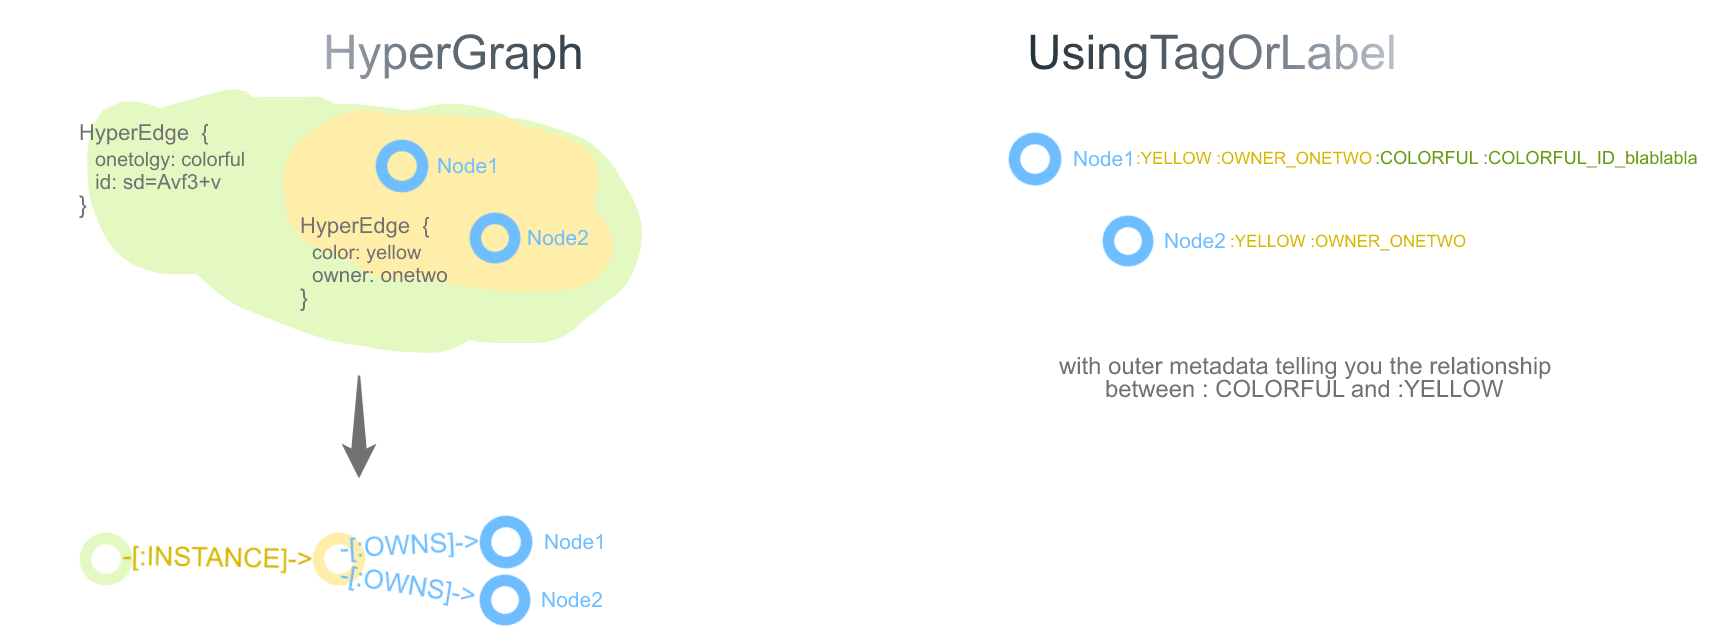 HyperGraph
HyperEdge {
onetolgy: colorful
id: sd=Avf3+v
}
Node1
HyperEdge {
color: yellow
owner: onetwo
}
Node2
-[:INSTANCE]->
-[:OWNS]->
Node1
-[:OWNS]->
Node2
UsingTagOrLabel
Node1:YELLOW :OWNER_ONETWO:COLORFUL :COLORFUL_ID_blablabla
Node2 :YELLOW :OWNER_ONETWO
with outer metadata telling you the relationship
between : COLORFUL and :YELLOW